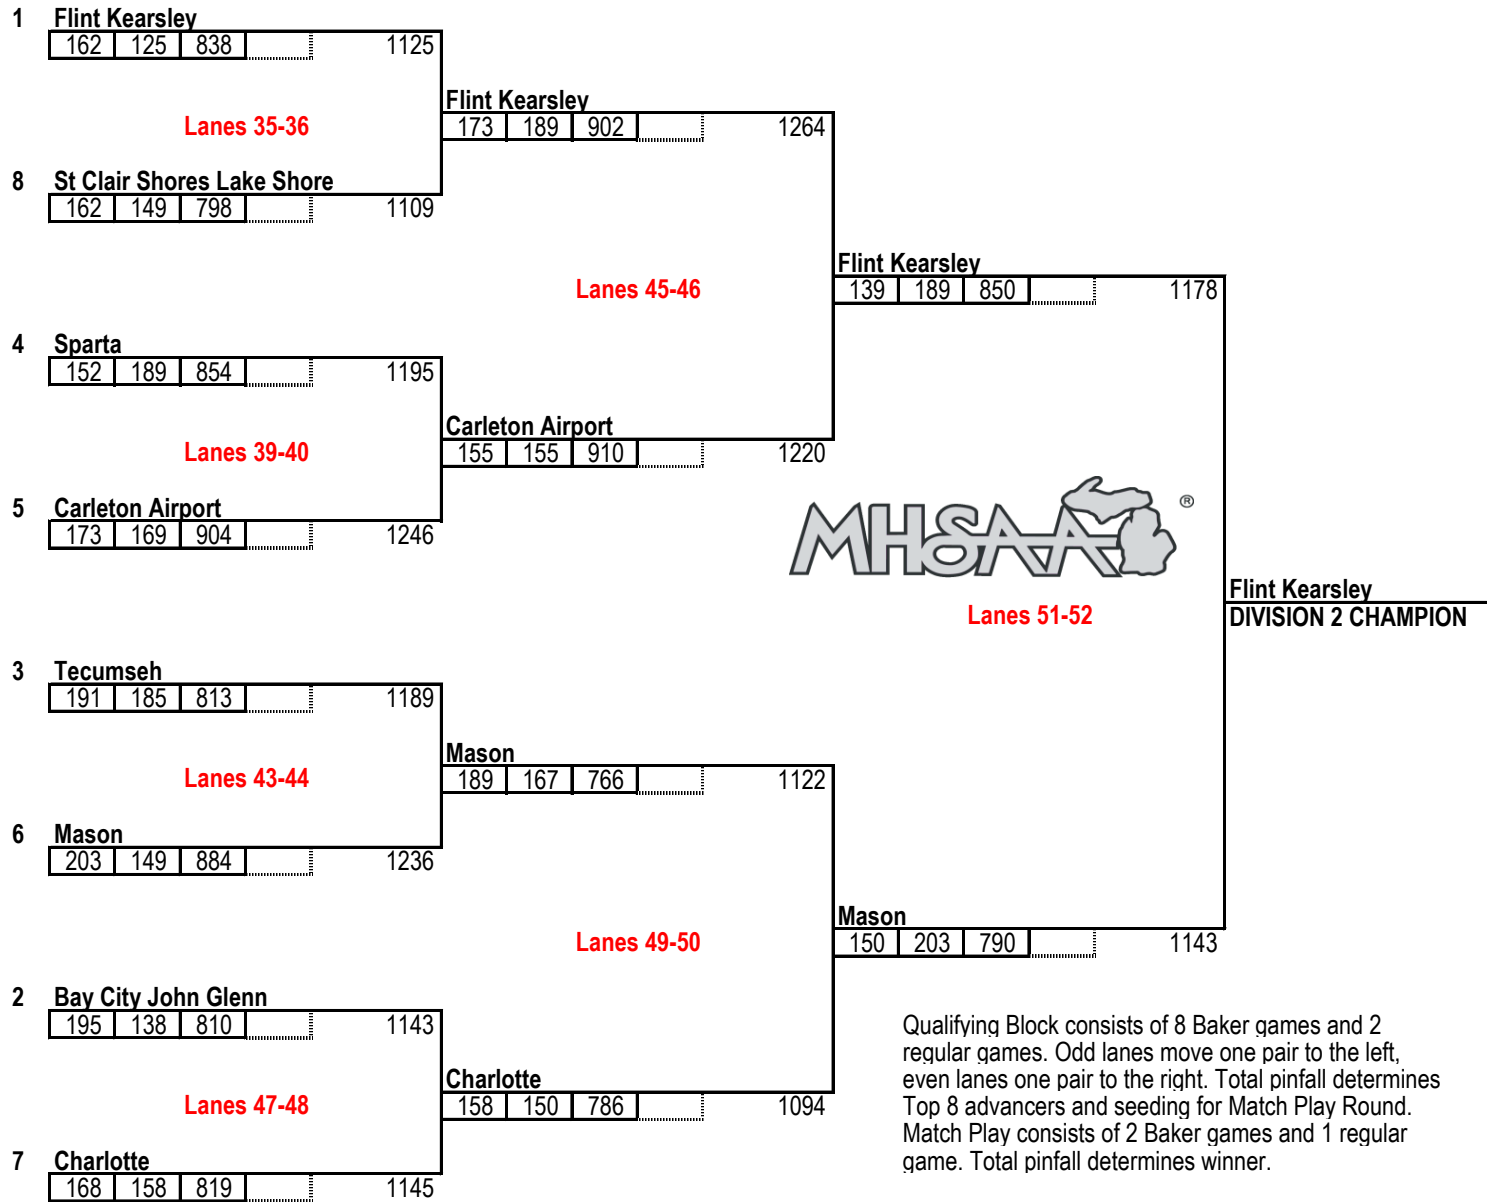 1 Flint Kearsley
162 125 838 1125
Flint Kearsley
Lanes 35-36
173 189 902 1264
8 St Clair Shores Lake Shore
162 149 798 1109
Flint Kearsley
Lanes 45-46
139 189 850 1178
4 Sparta
152 189 854 1195
Carleton Airport
Lanes 39-40
155 155 910 1220
5 Carleton Airport
173 169 904 1246
MHSAA ®
Flint Kearsley
Lanes 51-52
DIVISION 2 CHAMPION
3 Tecumseh
191 185 813 1189
Mason
Lanes 43-44
189 167 766 1122
6 Mason
203 149 884 1236
Mason
Lanes 49-50
150 203 790 1143
2 Bay City John Glenn
195 138 810 1143
Charlotte
Lanes 47-48
158 150 786 1094
7 Charlotte
168 158 819 1145
Qualifying Block consists of 8 Baker games and 2
regular games. Odd lanes move one pair to the left,
even lanes one pair to the right. Total pinfall determines
Top 8 advancers and seeding for Match Play Round.
Match Play consists of 2 Baker games and 1 regular
game. Total pinfall determines winner.